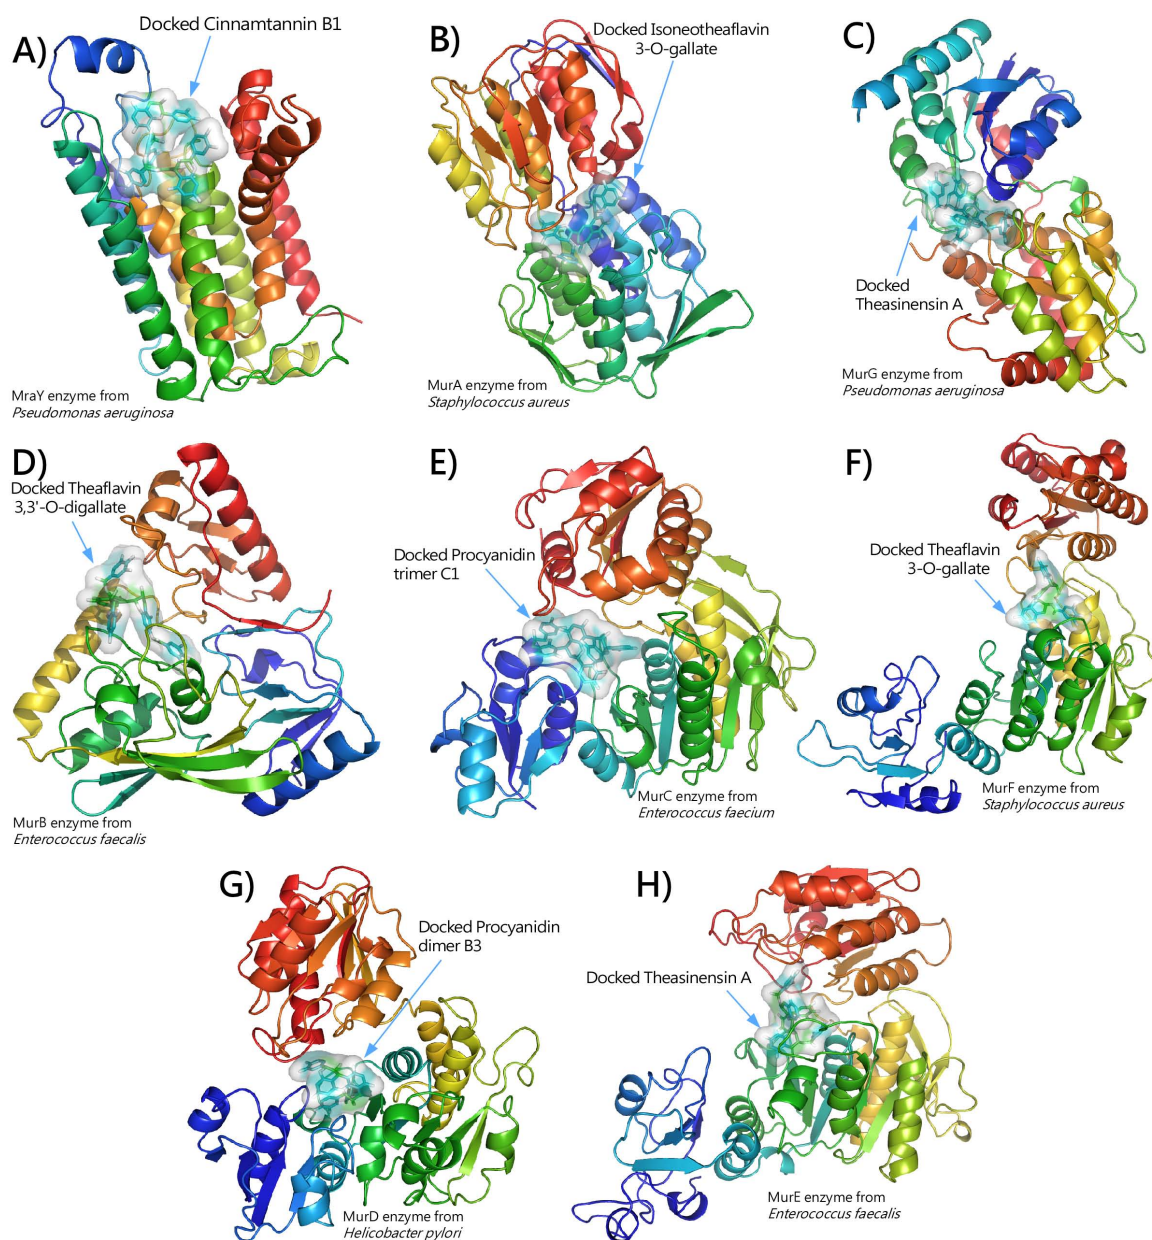 A)
Docked Cinnamtannin B1
MraY enzyme from
Pseudomonas aeruginosa
B)
Docked Isoneotheaflavin
3-O-gallate
MurA enzyme from
Staphylococcus aureus
C)
Docked
Theasinensin A
MurG enzyme from
Pseudomonas aeruginosa
D)
Docked Theaflavin
3,3'-O-digallate
MurB enzyme from
Enterococcus faecalis
E)
Docked Procyanidin
trimer C1
MurC enzyme from
Enterococcus faecium
F)
Docked Theaflavin
3-O-gallate
MurF enzyme from
Staphylococcus aureus
G)
Docked Procyanidin
dimer B3
MurD enzyme from
Helicobacter pylori
H)
Docked Theasinensin A
MurE enzyme from
Enterococcus faecalis